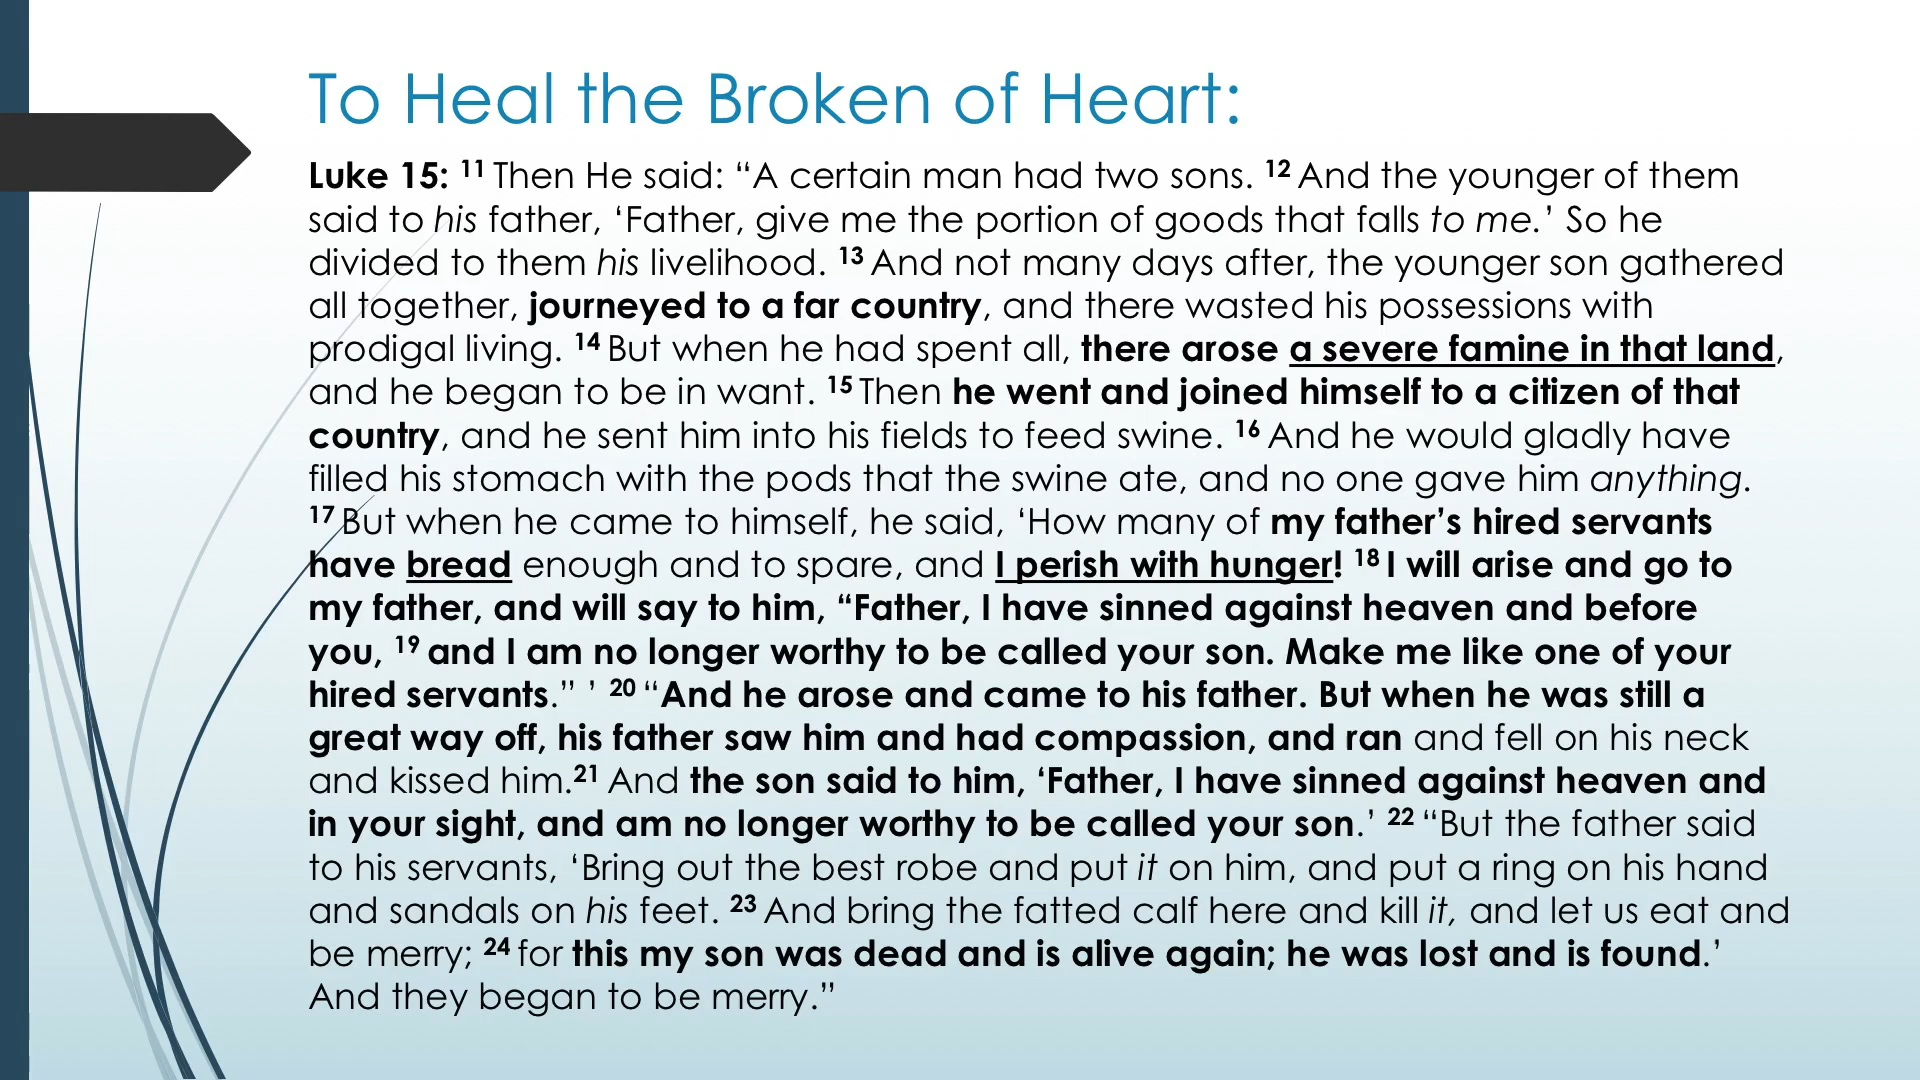 To Heal the Broken of Heart:
Luke 15: 11 Then He said: “A certain man had two sons. 12 And the younger of them
said to his father, ‘Father, give me the portion of goods that falls to me.’ So he
divided to them his livelihood. 13 And not many days after, the younger son gathered
all together, journeyed to a far country, and there wasted his possessions with
prodigal living. 14 But when he had spent all, there arose a severe famine in that land,
and he began to be in want. 15 Then he went and joined himself to a citizen of that
country, and he sent him into his fields to feed swine. 16 And he would gladly have
filled his stomach with the pods that the swine ate, and no one gave him anything.
17 But when he came to himself, he said, ‘How many of my father’s hired servants
have bread enough and to spare, and I perish with hunger! 18 I will arise and go to
my father, and will say to him, “Father, I have sinned against heaven and before
you, 19 and I am no longer worthy to be called your son. Make me like one of your
hired servants.” ’ 20 “And he arose and came to his father. But when he was still a
great way off, his father saw him and had compassion, and ran and fell on his neck
and kissed him.21 And the son said to him, ‘Father, I have sinned against heaven and
in your sight, and am no longer worthy to be called your son.’ 22 “But the father said
to his servants, ‘Bring out the best robe and put it on him, and put a ring on his hand
and sandals on his feet. 23 And bring the fatted calf here and kill it, and let us eat and
be merry; 24 for this my son was dead and is alive again; he was lost and is found.’
And they began to be merry.”